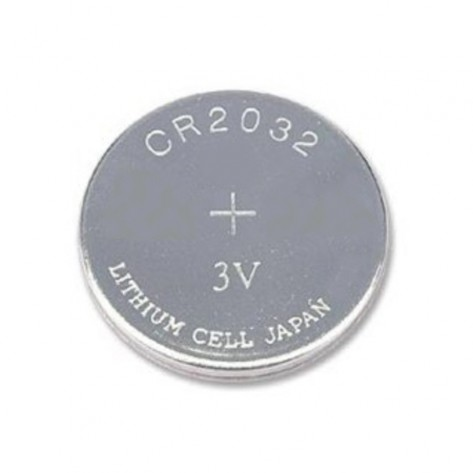 CR2032
+
3V
LITHIUM CELL JAPAN